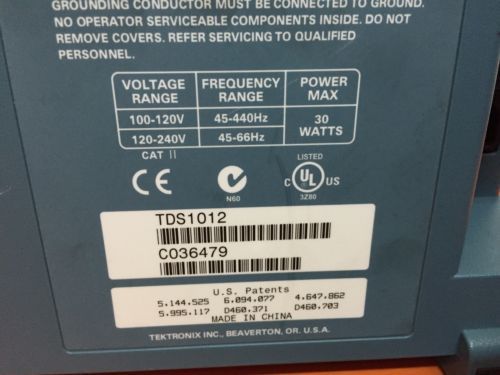 GROUNDING CONDUCTOR MUST BE CONNECTED TO GROUND.
NO OPERATOR SERVICEABLE COMPONENTS INSIDE. DO NOT
REMOVE COVERS. REFER SERVICING TO QUALIFIED
PERSONNEL.
VOLTAGE RANGE FREQUENCY RANGE POWER MAX
100-120V 45-440Hz 30 WATTS
120-240V 45-66Hz
CAT II
LISTED
CE N60 C UL US
3Z80
TDS1012
C036479
U.S. Patents
5.144.525 6.094.077 4.647.862
5.995.117 D460.371 D460.703
MADE IN CHINA
TEKTRONIX INC., BEAVERTON, OR. U.S.A.